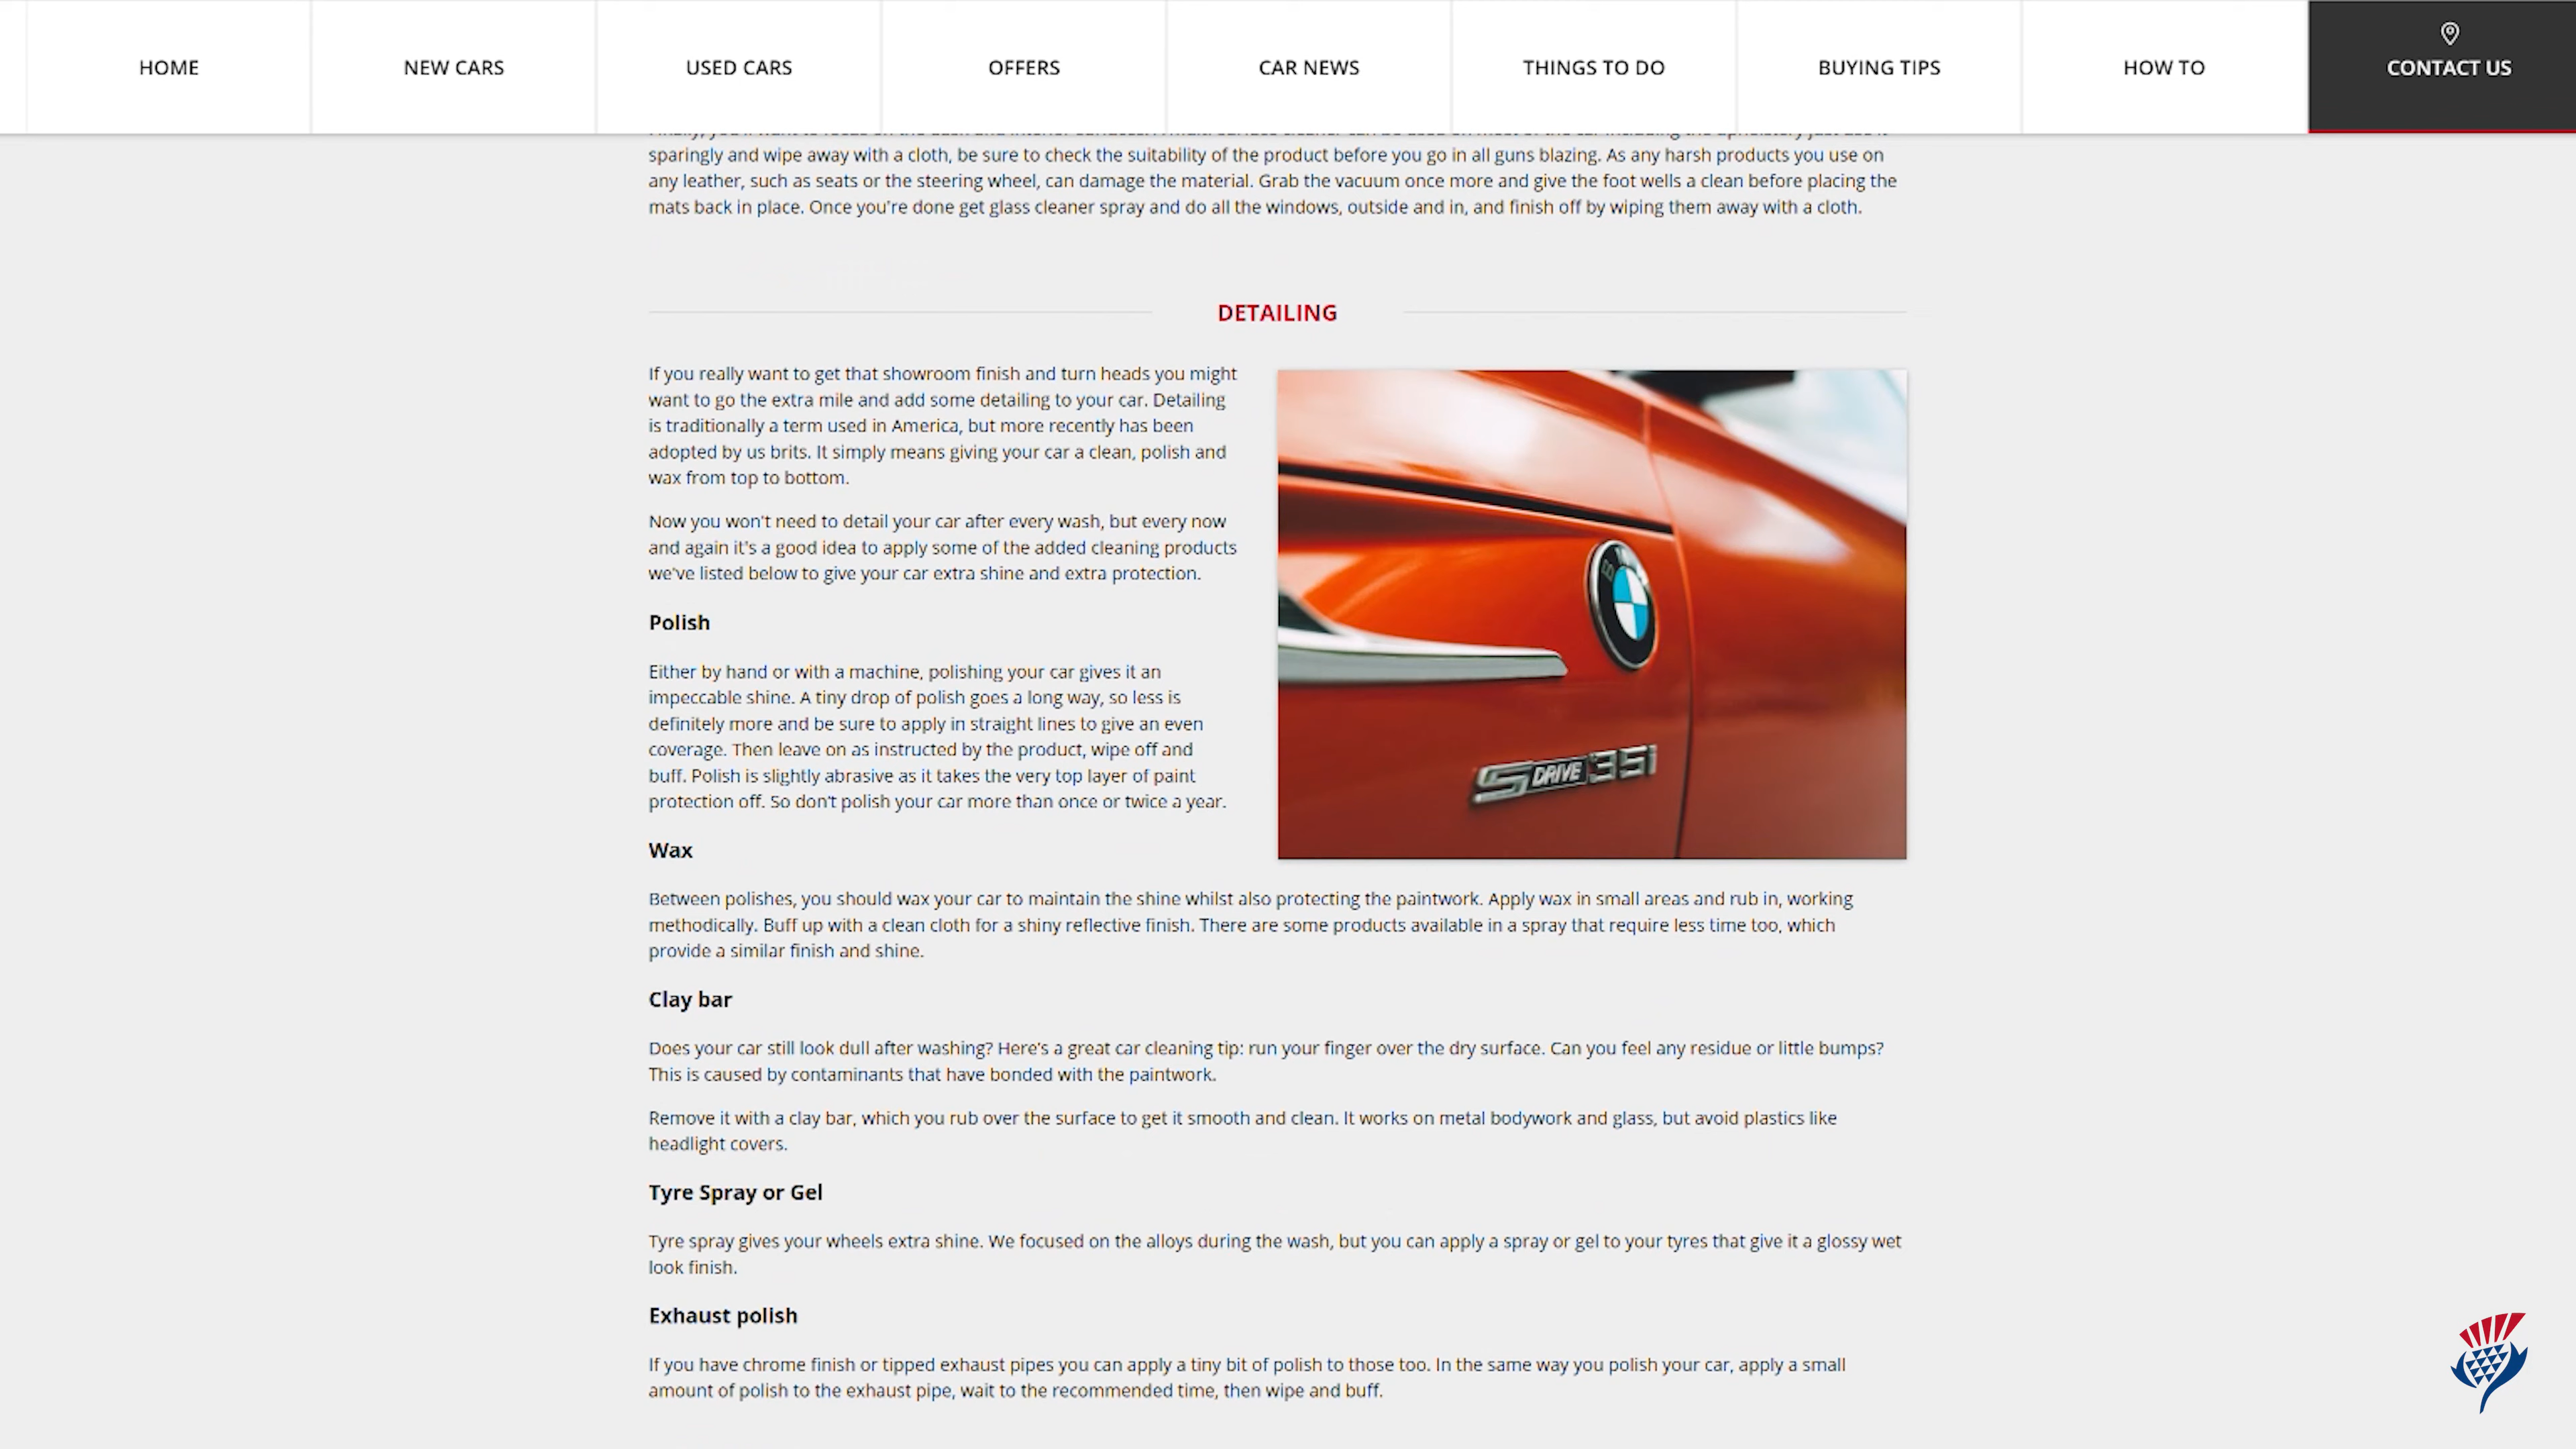 HOME
NEW CARS
USED CARS
OFFERS
CAR NEWS
THINGS TO DO
BUYING TIPS
HOW TO
CONTACT US
sparingly and wipe away with a cloth, be sure to check the suitability of the product before you go in all guns blazing. As any harsh products you use on
any leather, such as seats or the steering wheel, can damage the material. Grab the vacuum once more and give the foot wells a clean before placing the
mats back in place. Once you're done get glass cleaner spray and do all the windows, outside and in, and finish off by wiping them away with a cloth.
DETAILING
If you really want to get that showroom finish and turn heads you might
want to go the extra mile and add some detailing to your car. Detailing
is traditionally a term used in America, but more recently has been
adopted by us brits. It simply means giving your car a clean, polish and
wax from top to bottom.
Now you won't need to detail your car after every wash, but every now
and again it's a good idea to apply some of the added cleaning products
we've listed below to give your car extra shine and extra protection.
Polish
Either by hand or with a machine, polishing your car gives it an
impeccable shine. A tiny drop of polish goes a long way, so less is
definitely more and be sure to apply in straight lines to give an even
coverage. Then leave on as instructed by the product, wipe off and
buff. Polish is slightly abrasive as it takes the very top layer of paint
protection off. So don't polish your car more than once or twice a year.
SDRIVE35i
Wax
Between polishes, you should wax your car to maintain the shine whilst also protecting the paintwork. Apply wax in small areas and rub in, working
methodically. Buff up with a clean cloth for a shiny reflective finish. There are some products available in a spray that require less time too, which
provide a similar finish and shine.
Clay bar
Does your car still look dull after washing? Here's a great car cleaning tip: run your finger over the dry surface. Can you feel any residue or little bumps?
This is caused by contaminants that have bonded with the paintwork.
Remove it with a clay bar, which you rub over the surface to get it smooth and clean. It works on metal bodywork and glass, but avoid plastics like
headlight covers.
Tyre Spray or Gel
Tyre spray gives your wheels extra shine. We focused on the alloys during the wash, but you can apply a spray or gel to your tyres that give it a glossy wet
look finish.
Exhaust polish
If you have chrome finish or tipped exhaust pipes you can apply a tiny bit of polish to those too. In the same way you polish your car, apply a small
amount of polish to the exhaust pipe, wait to the recommended time, then wipe and buff.